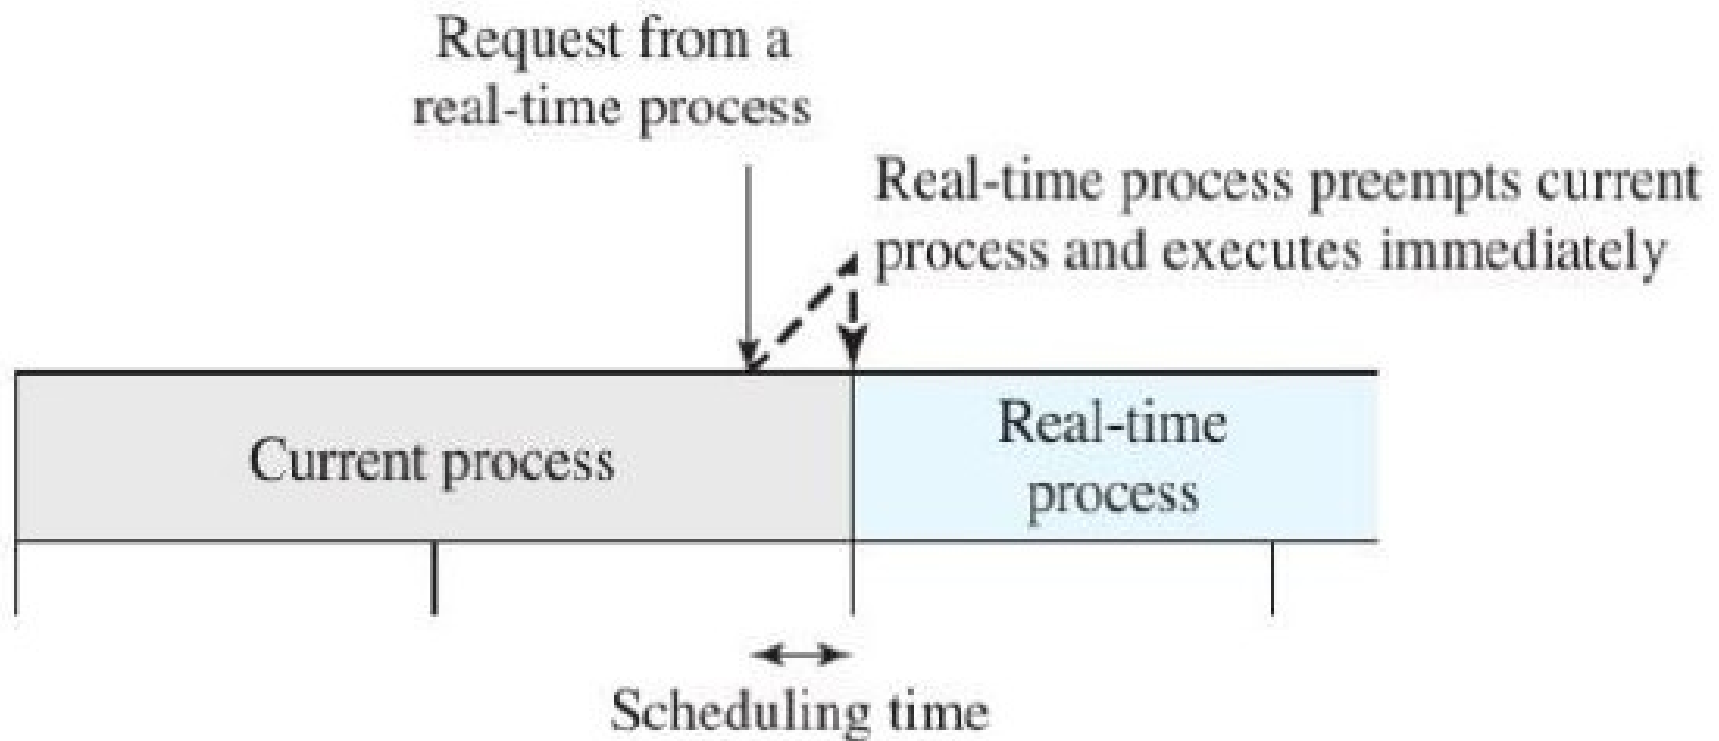 Request from a
real-time process
Real-time process preempts current
process and executes immediately
Current process
Real-time
process
Scheduling time